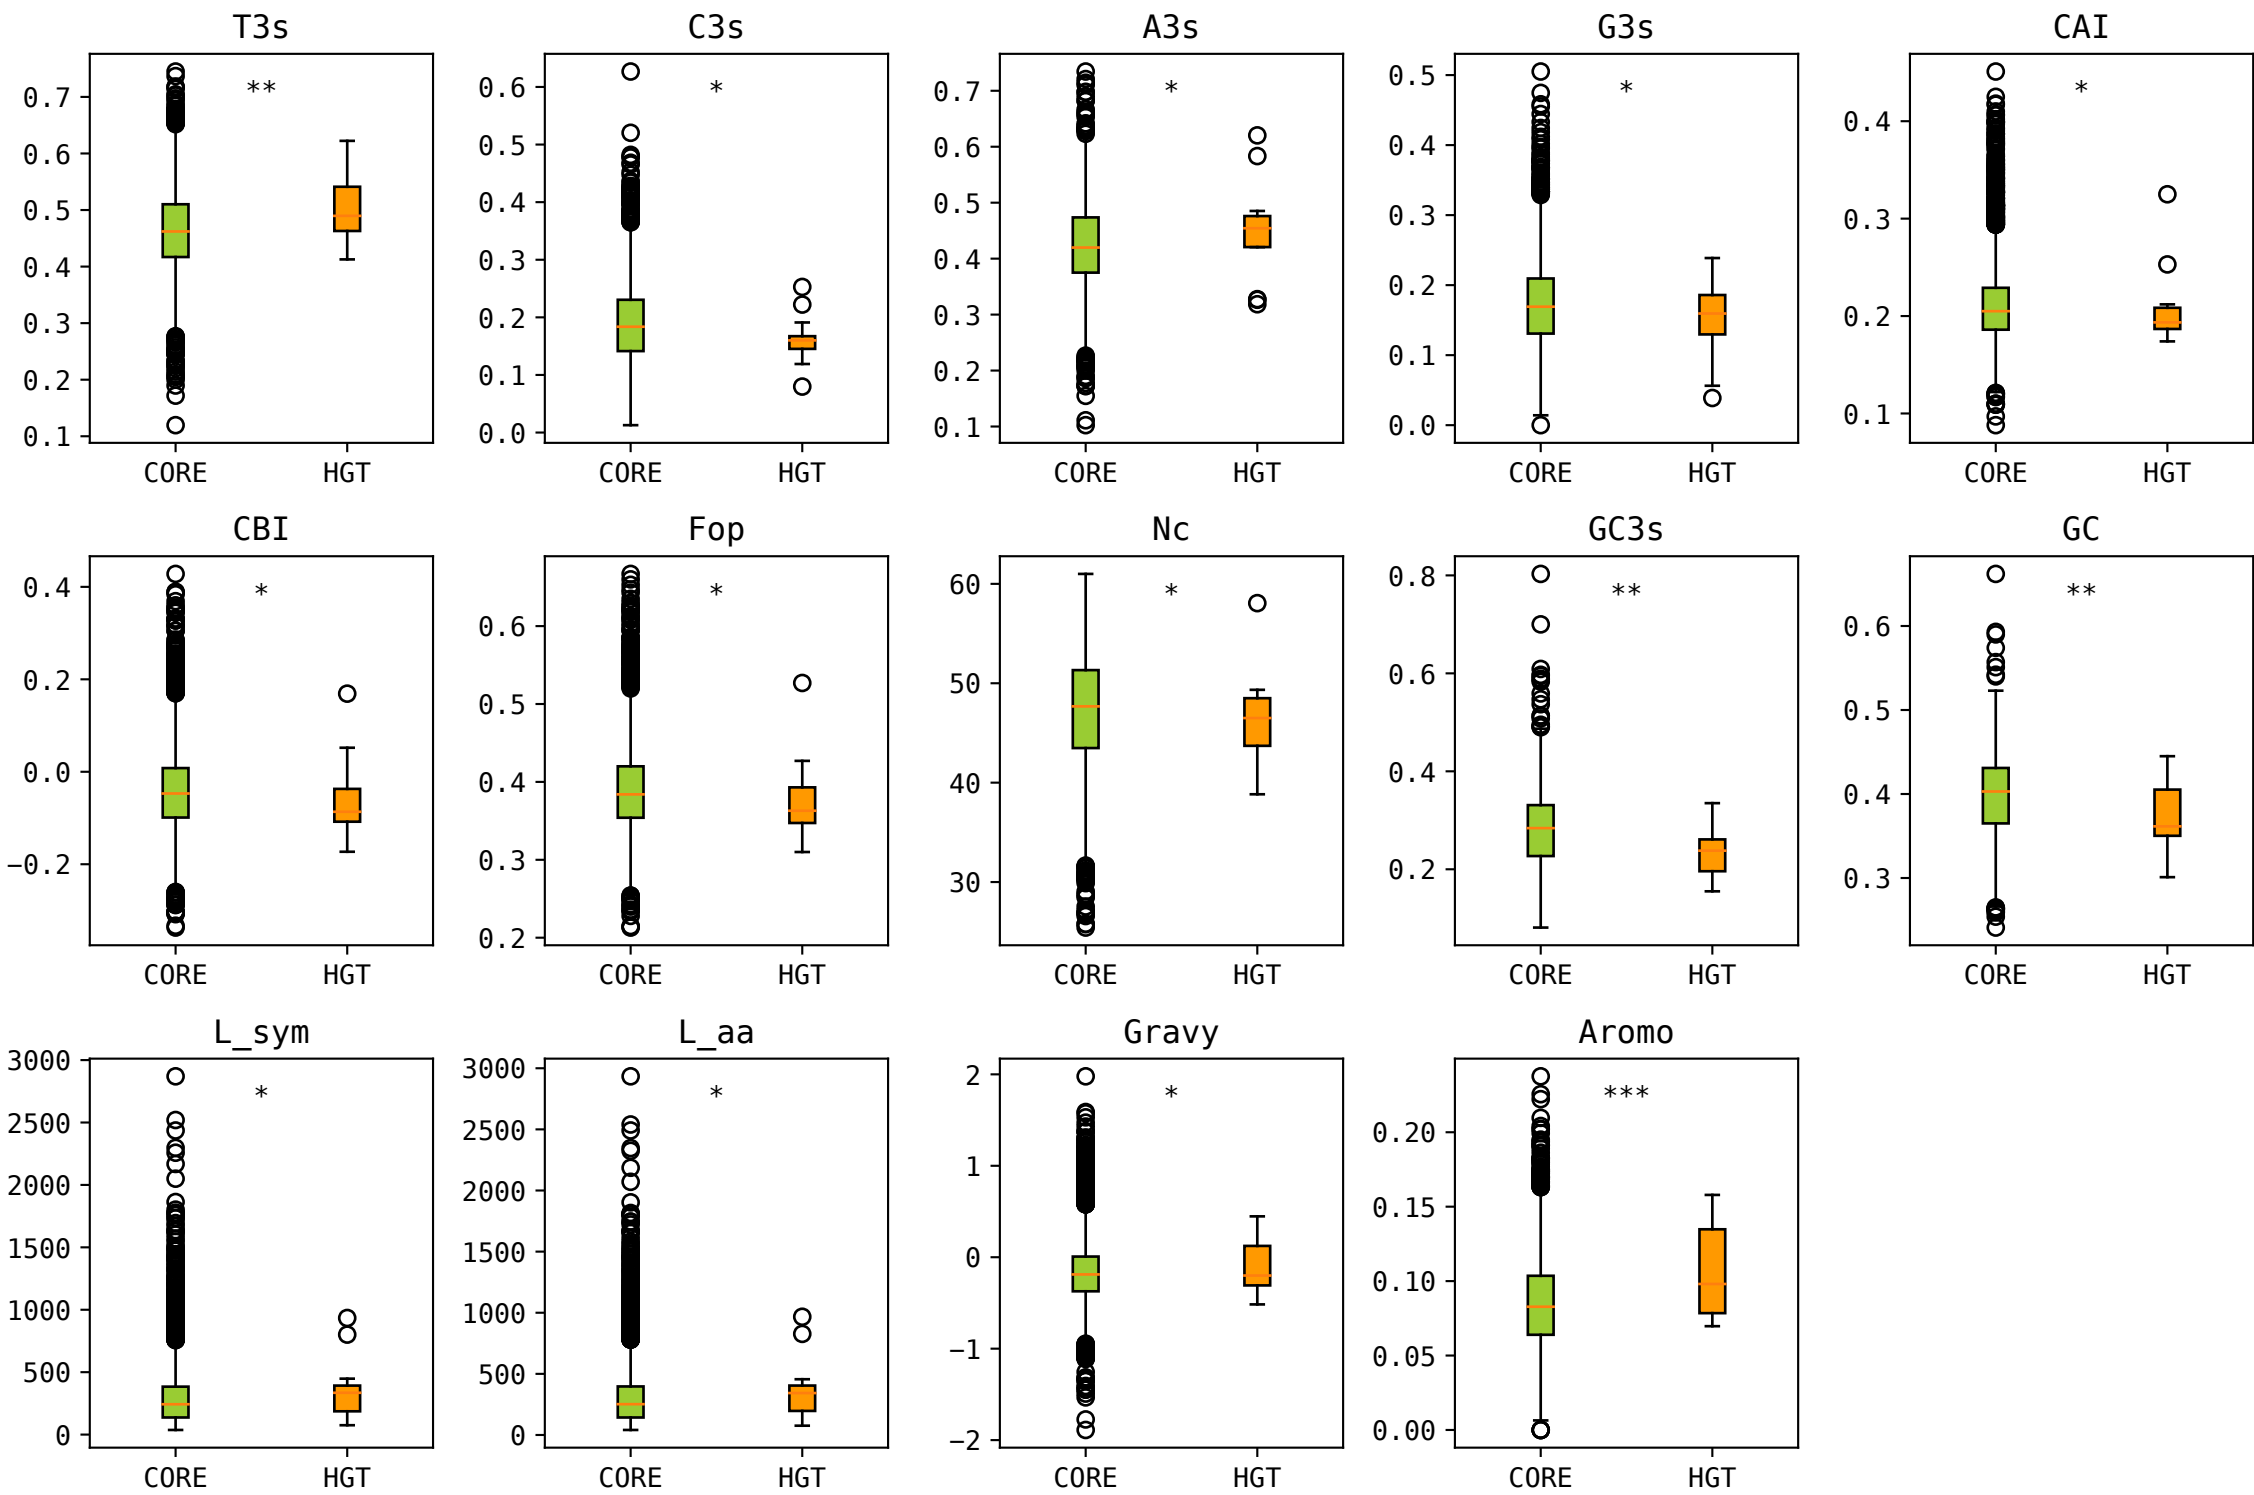 T3s
C3s
A3s
G3s
CAI
0.7
0.6
0.5
0.4
0.3
0.2
0.1
**
CORE
HGT
0.6
0.5
0.4
0.3
0.2
0.1
0.0
*
CORE
HGT
0.7
0.6
0.5
0.4
0.3
0.2
0.1
*
CORE
HGT
0.5
0.4
0.3
0.2
0.1
0.0
*
CORE
HGT
0.4
0.3
0.2
0.1
*
CORE
HGT
CBI
Fop
Nc
GC3s
GC
0.4
0.2
0.0
−0.2
*
CORE
HGT
0.6
0.5
0.4
0.3
0.2
*
CORE
HGT
60
50
40
30
*
CORE
HGT
0.8
0.6
0.4
0.2
**
CORE
HGT
0.6
0.5
0.4
0.3
**
CORE
HGT
L_sym
L_aa
Gravy
Aromo
3000
2500
2000
1500
1000
500
0
*
CORE
HGT
3000
2500
2000
1500
1000
500
0
*
CORE
HGT
2
1
0
−1
−2
*
CORE
HGT
0.20
0.15
0.10
0.05
0.00
***
CORE
HGT